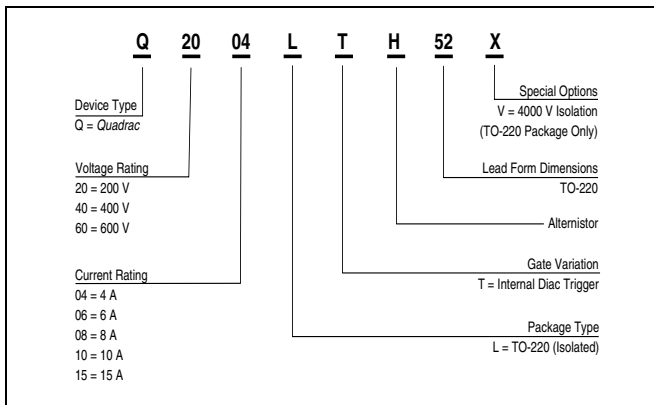 Q 20 04 L T H 52 X
Device Type
Q = Quadrac
Voltage Rating
20 = 200 V
40 = 400 V
60 = 600 V
Current Rating
04 = 4 A
06 = 6 A
08 = 8 A
10 = 10 A
15 = 15 A
Special Options
V = 4000 V Isolation
(TO-220 Package Only)
Lead Form Dimensions
TO-220
Alternistor
Gate Variation
T = Internal Diac Trigger
Package Type
L = TO-220 (Isolated)